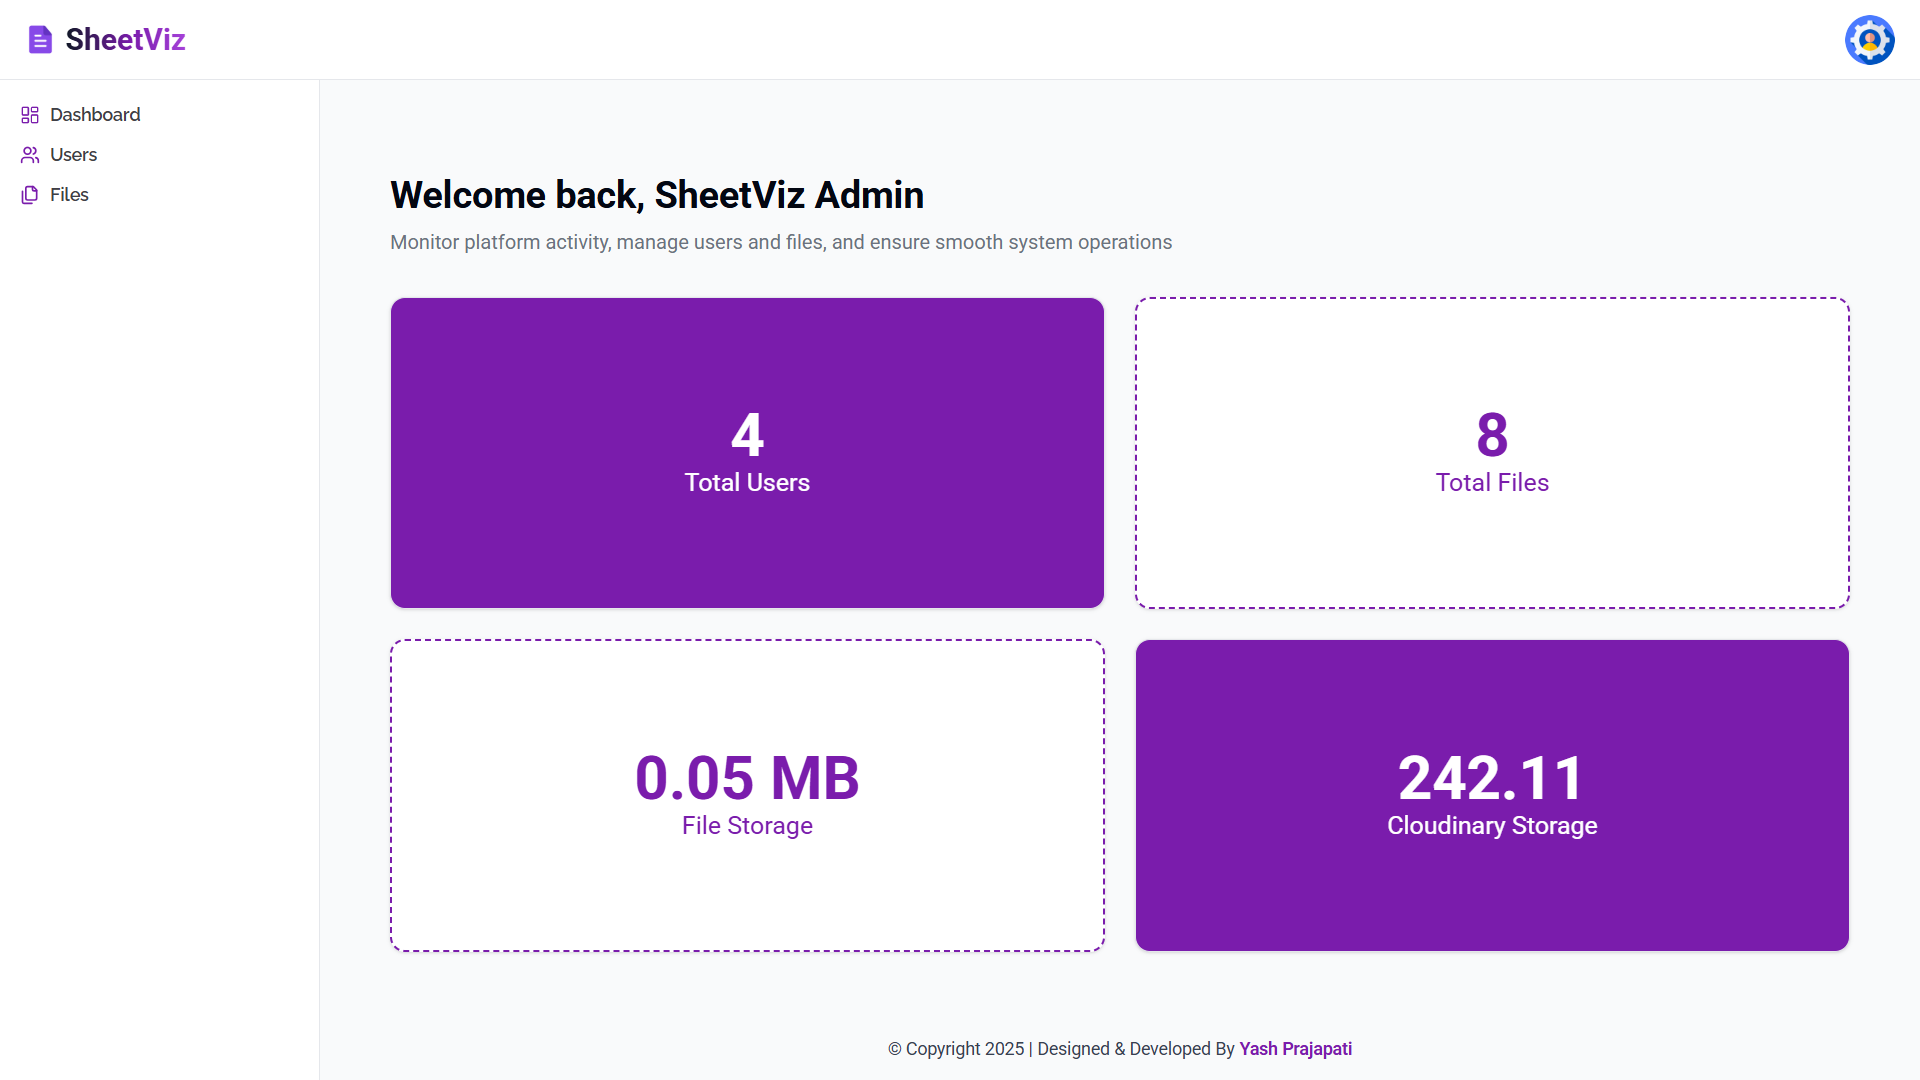 SheetViz
Dashboard
Users
Files
Welcome back, SheetViz Admin
Monitor platform activity, manage users and files, and ensure smooth system operations
4
Total Users
8
Total Files
0.05 MB
File Storage
242.11
Cloudinary Storage
© Copyright 2025 | Designed & Developed By Yash Prajapati